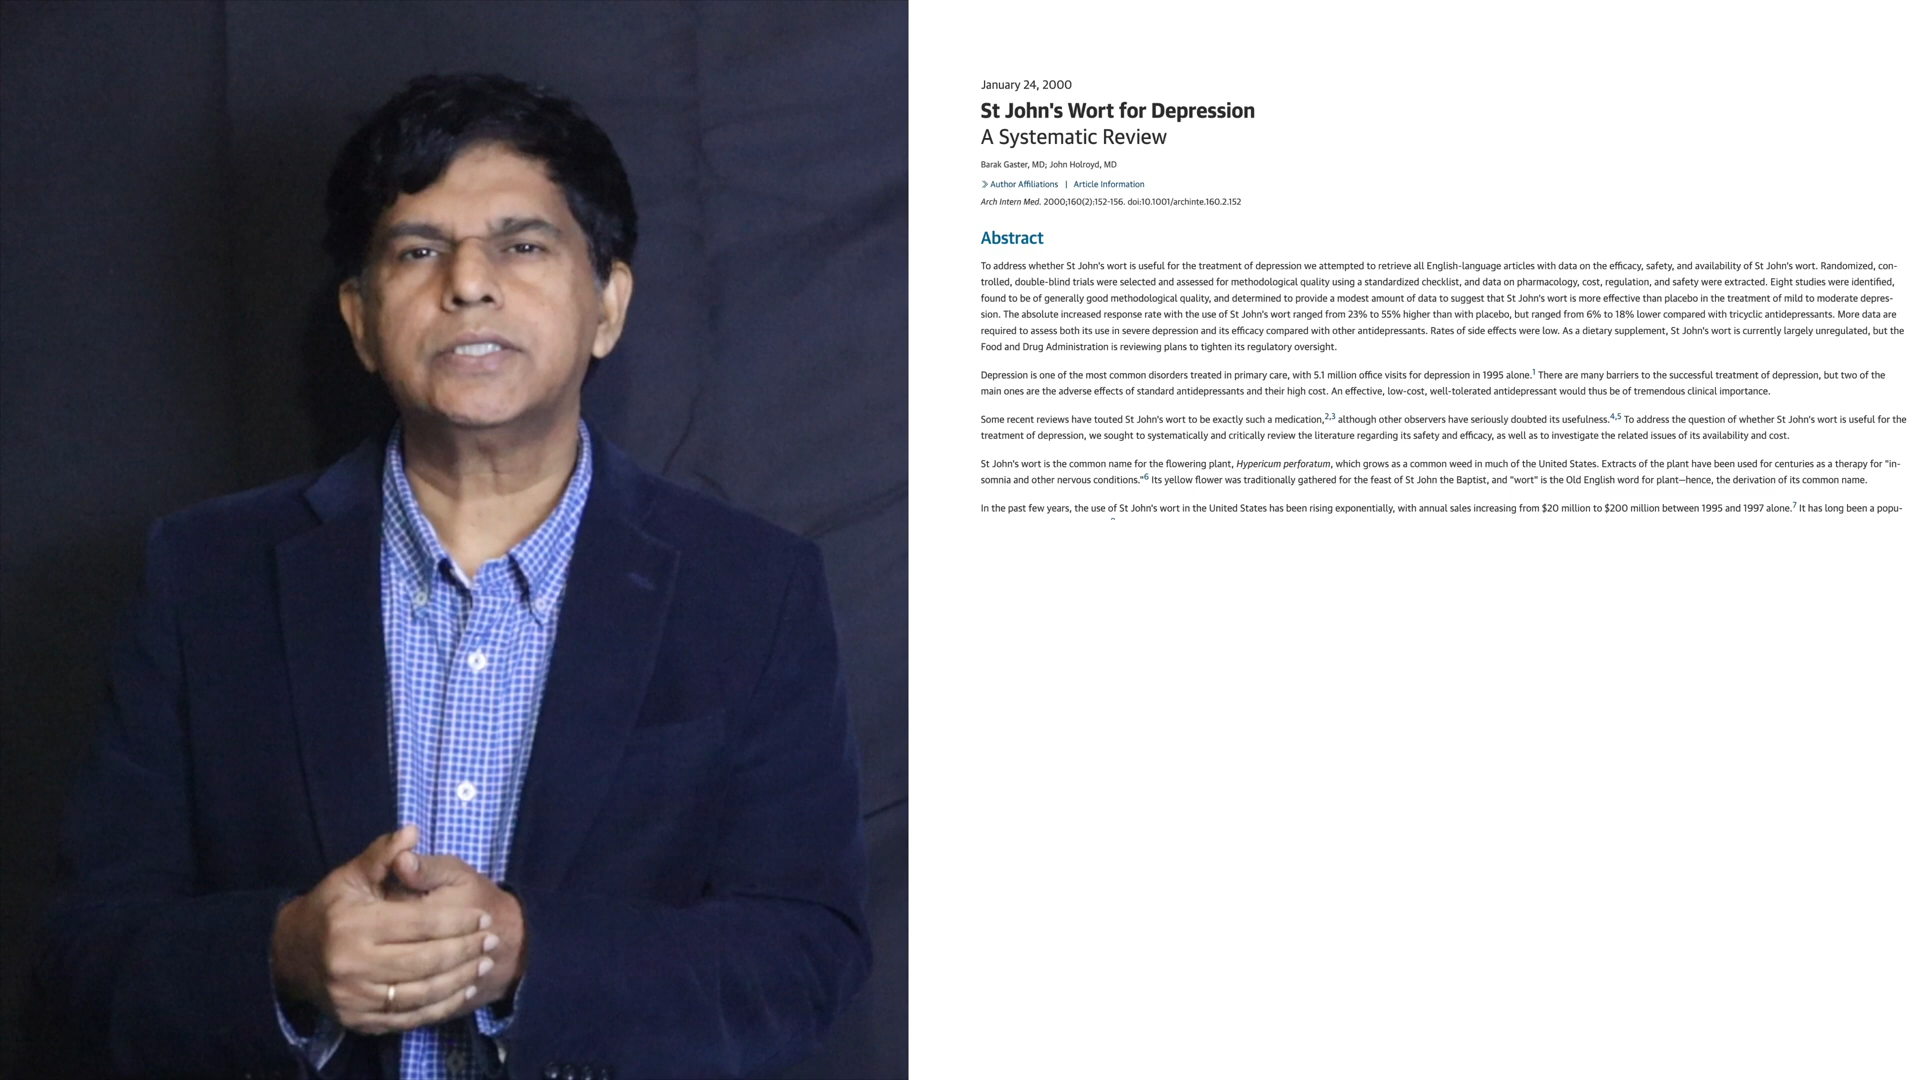 January 24, 2000
St John's Wort for Depression
A Systematic Review
Barak Gaster, MD; John Holroyd, MD
Author Affiliations | Article Information
Arch Intern Med. 2000;160(2):152-156. doi:10.1001/archinte.160.2.152
Abstract
To address whether St John's wort is useful for the treatment of depression we attempted to retrieve all English-language articles with data on the efficacy, safety, and availability of St John's wort. Randomized, con-
trolled, double-blind trials were selected and assessed for methodological quality using a standardized checklist, and data on pharmacology, cost, regulation, and safety were extracted. Eight studies were identified,
found to be of generally good methodological quality, and determined to provide a modest amount of data to suggest that St John's wort is more effective than placebo in the treatment of mild to moderate depres-
sion. The absolute increased response rate with the use of St John's wort ranged from 23% to 55% higher than with placebo, but ranged from 6% to 18% lower compared with tricyclic antidepressants. More data are
required to assess both its use in severe depression and its efficacy compared with other antidepressants. Rates of side effects were low. As a dietary supplement, St John's wort is currently largely unregulated, but the
Food and Drug Administration is reviewing plans to tighten its regulatory oversight.
Depression is one of the most common disorders treated in primary care, with 5.1 million office visits for depression in 1995 alone.1 There are many barriers to the successful treatment of depression, but two of the
main ones are the adverse effects of standard antidepressants and their high cost. An effective, low-cost, well-tolerated antidepressant would thus be of tremendous clinical importance.
Some recent reviews have touted St John's wort to be exactly such a medication,2,3 although other observers have seriously doubted its usefulness.4,5 To address the question of whether St John's wort is useful for the
treatment of depression, we sought to systematically and critically review the literature regarding its safety and efficacy, as well as to investigate the related issues of its availability and cost.
St John's wort is the common name for the flowering plant, Hypericum perforatum, which grows as a common weed in much of the United States. Extracts of the plant have been used for centuries as a therapy for "in-
somnia and other nervous conditions."6 Its yellow flower was traditionally gathered for the feast of St John the Baptist, and "wort" is the Old English word for plant—hence, the derivation of its common name.
In the past few years, the use of St John's wort in the United States has been rising exponentially, with annual sales increasing from $20 million to $200 million between 1995 and 1997 alone.7 It has long been a popu-